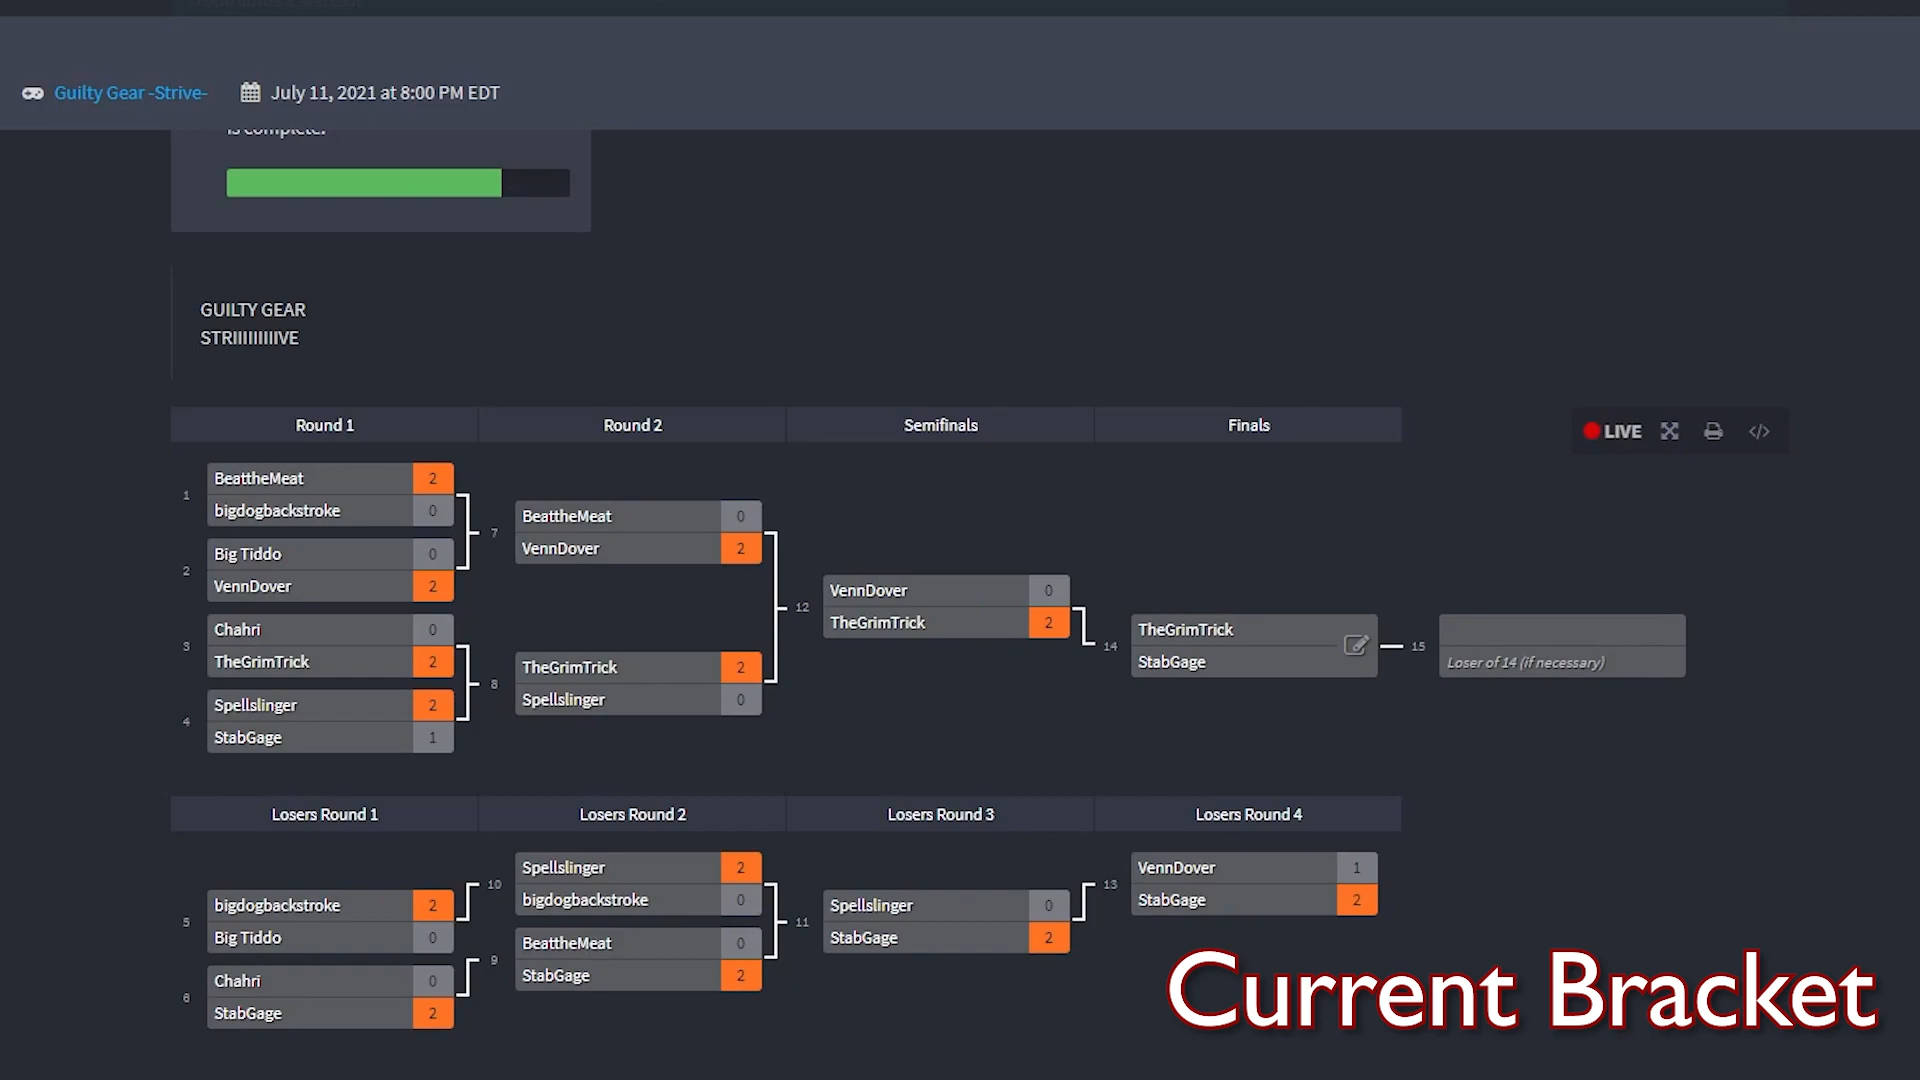 Guilty Gear -Strive- July 11, 2021 at 8:00 PM EDT
is complete.
GUILTY GEAR
STRIIIIIIIIIVE
Round 1 Round 2 Semifinals Finals
LIVE
1 BeattheMeat 2
bigdogbackstroke 0
2 Big Tiddo 0
VennDover 2
3 Chahri 0
TheGrimTrick 2
4 Spellslinger 2
StabGage 1
7 BeattheMeat 0
VennDover 2
8 TheGrimTrick 2
Spellslinger 0
12 VennDover 0
TheGrimTrick 2
14 TheGrimTrick
StabGage
15 Loser of 14 (if necessary)
Losers Round 1 Losers Round 2 Losers Round 3 Losers Round 4
5 bigdogbackstroke 2
Big Tiddo 0
6 Chahri 0
StabGage 2
10 Spellslinger 2
bigdogbackstroke 0
9 BeattheMeat 0
StabGage 2
11 Spellslinger 0
StabGage 2
13 VennDover 1
StabGage 2
Current Bracket